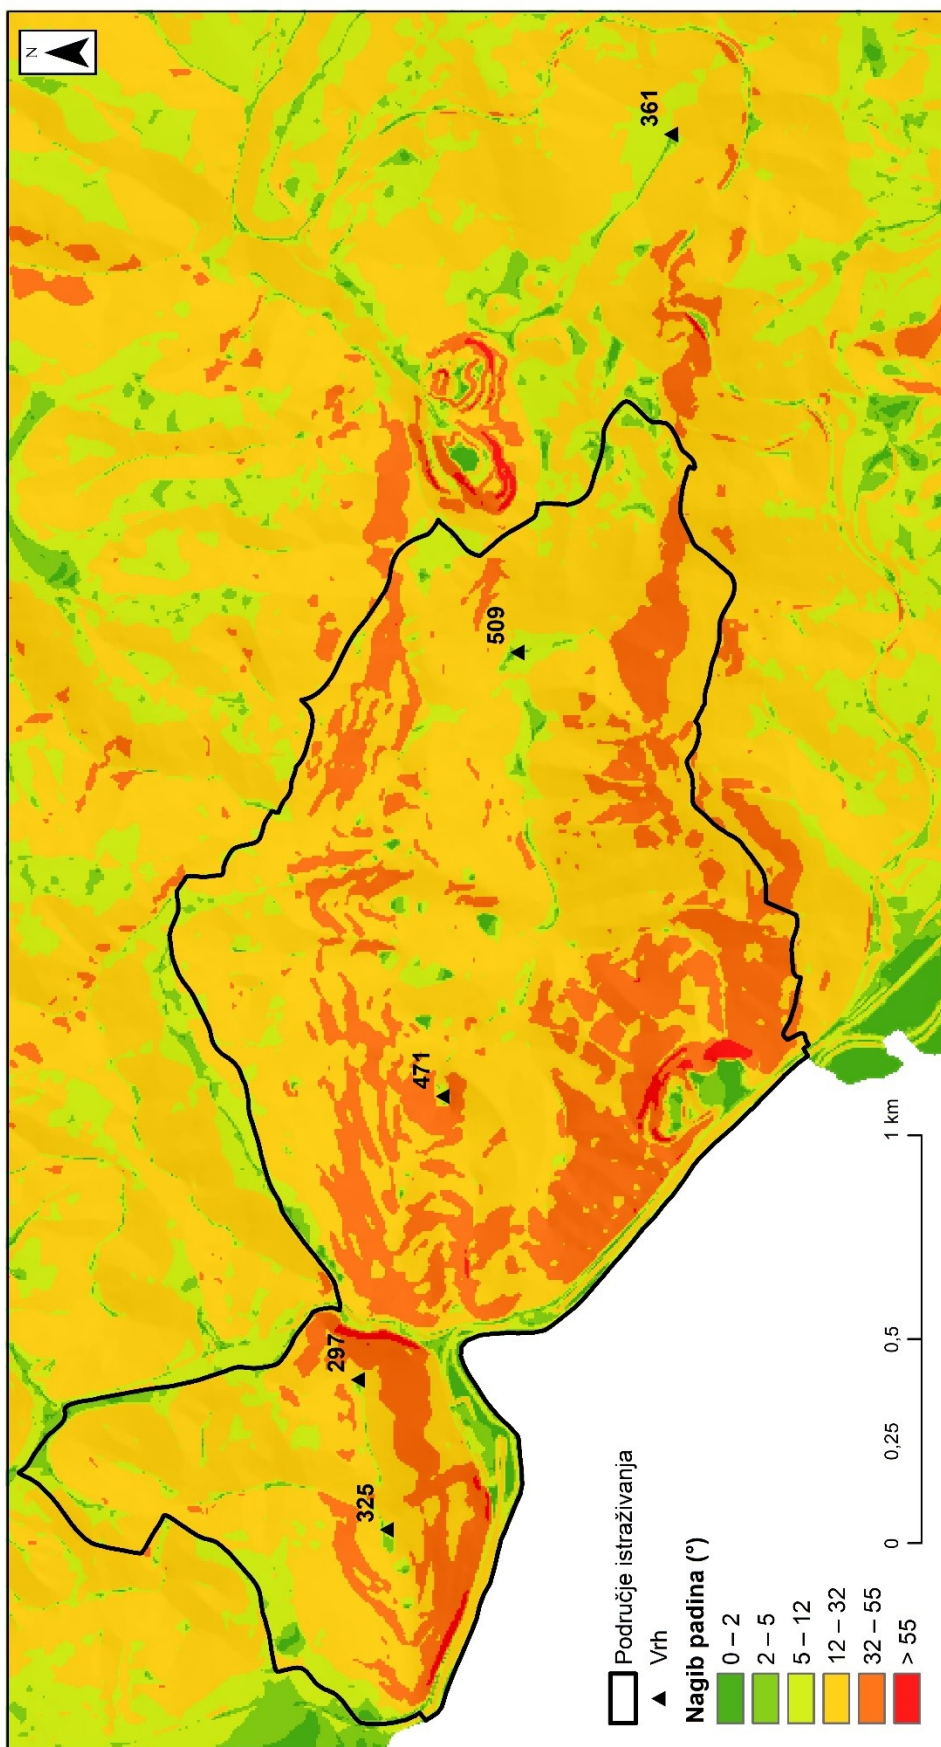 N
361
509
471
297
325
Područje istraživanja
Vrh
Nagib padina (°)
0 – 2
2 – 5
5 – 12
12 – 32
32 – 55
> 55
0 0,25 0,5 1 km